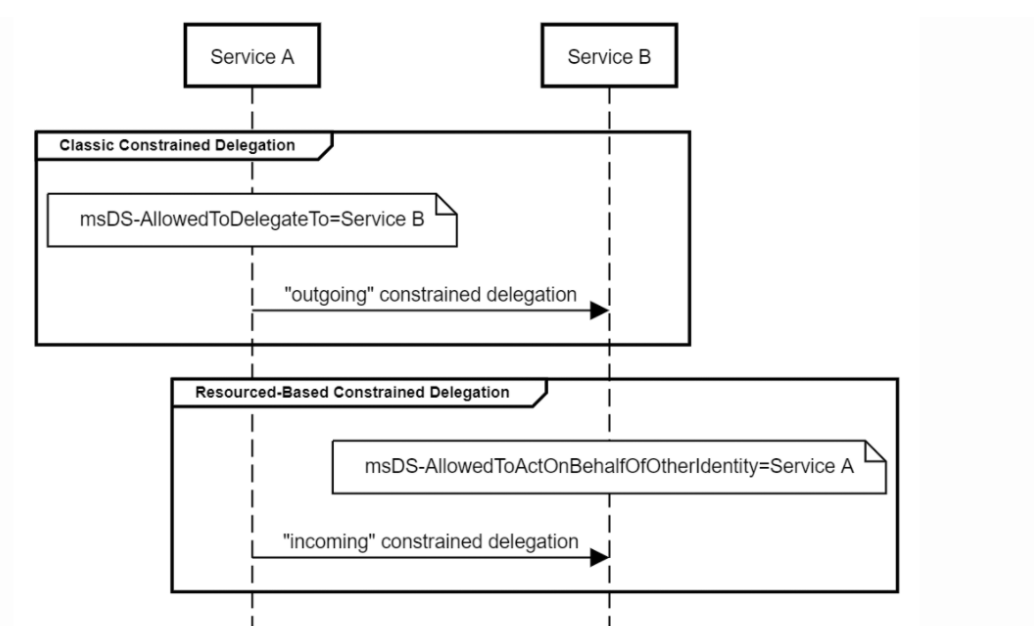 Service A
Service B
Classic Constrained Delegation
msDS-AllowedToDelegateTo=Service B
"outgoing" constrained delegation
Resourced-Based Constrained Delegation
msDS-AllowedToActOnBehalfOfOtherIdentity=Service A
"incoming" constrained delegation